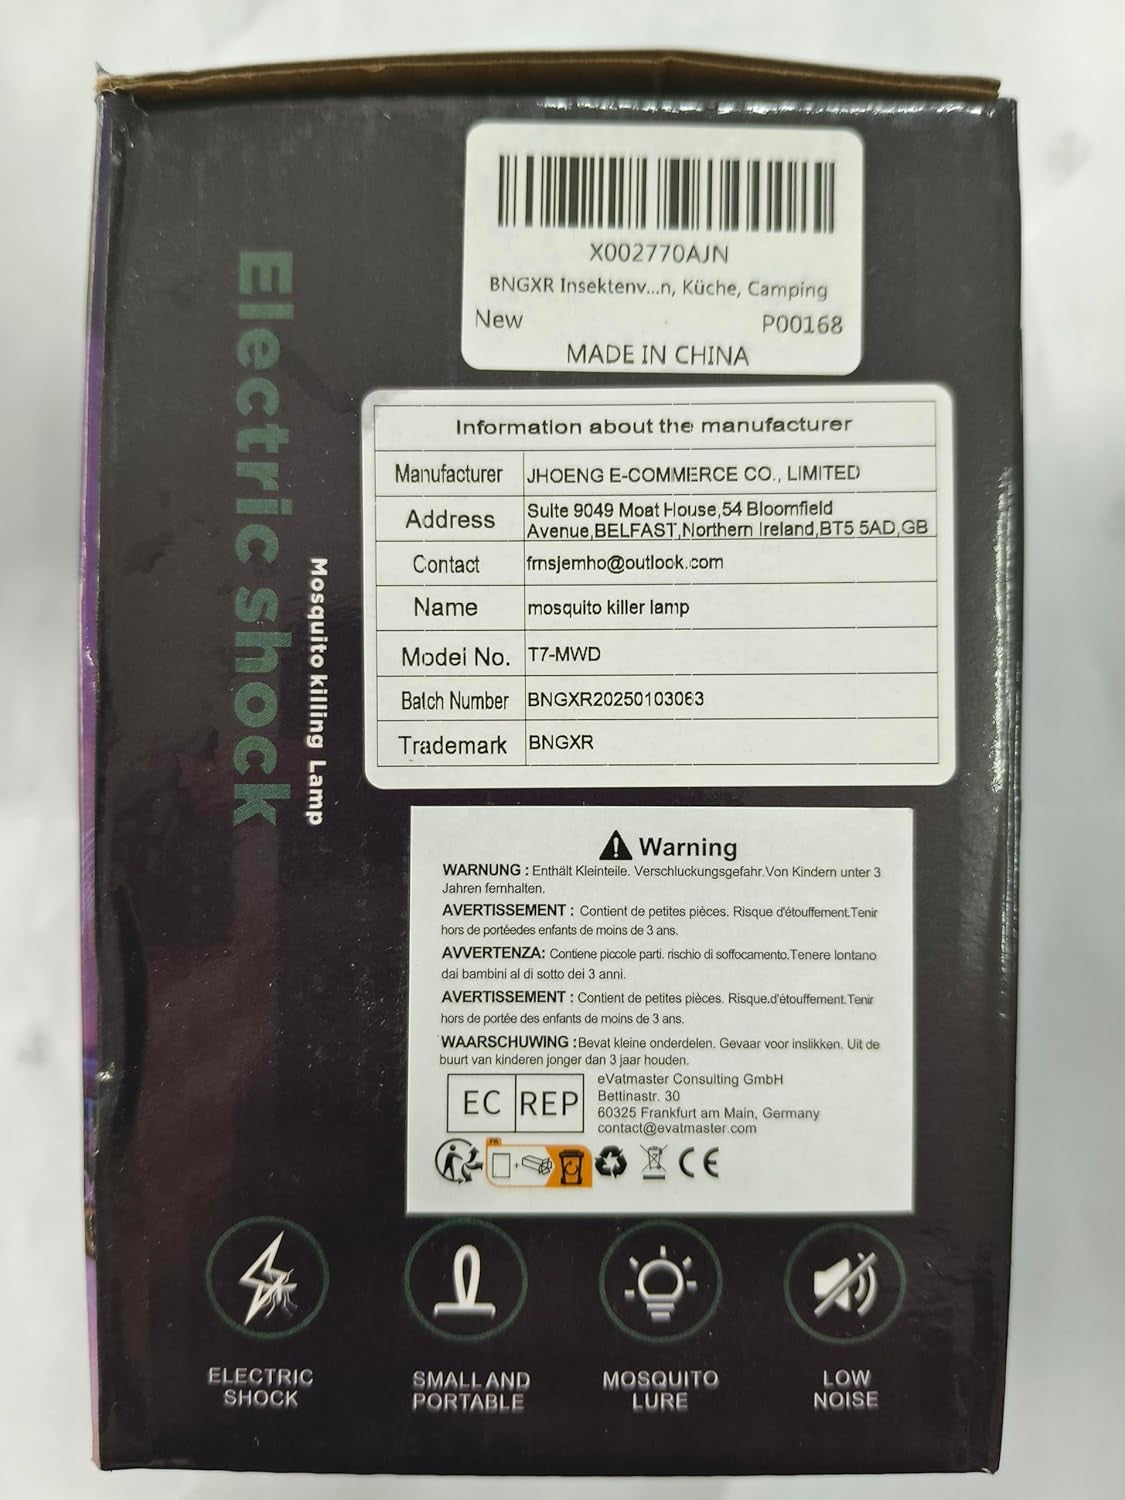 X002770AJN
BNGXR Insektenv...n, Küche, Camping
New P00168
MADE IN CHINA
Electric shock
Mosquito killing Lamp
Information about the manufacturer
Manufacturer JHOENG E-COMMERCE CO., LIMITED
Address Suite 9049 Moat House,54 Bloomfield
Avenue,BELFAST,Northern Ireland,BT5 5AD,GB
Contact frnsjemho@outlook.com
Name mosquito killer lamp
Model No. T7-MWD
Batch Number BNGXR20250103063
Trademark BNGXR
Warning
WARNUNG : Enthält Kleinteile. Verschluckungsgefahr.Von Kindern unter 3
Jahren fernhalten.
AVERTISSEMENT : Contient de petites pièces. Risque d'étouffement.Tenir
hors de portéedes enfants de moins de 3 ans.
AVVERTENZA: Contiene piccole parti. rischio di soffocamento.Tenere lontano
dai bambini al di sotto dei 3 anni.
AVERTISSEMENT : Contient de petites pièces. Risque.d'étouffement.Tenir
hors de portée des enfants de moins de 3 ans.
WAARSCHUWING :Bevat kleine onderdelen. Gevaar voor inslikken. Uit de
buurt van kinderen jonger dan 3 jaar houden.
EC REP
eVatmaster Consulting GmbH
Bettinastr. 30
60325 Frankfurt am Main, Germany
contact@evatmaster.com
FR
CE
ELECTRIC
SHOCK
SMALL AND
PORTABLE
MOSQUITO
LURE
LOW
NOISE